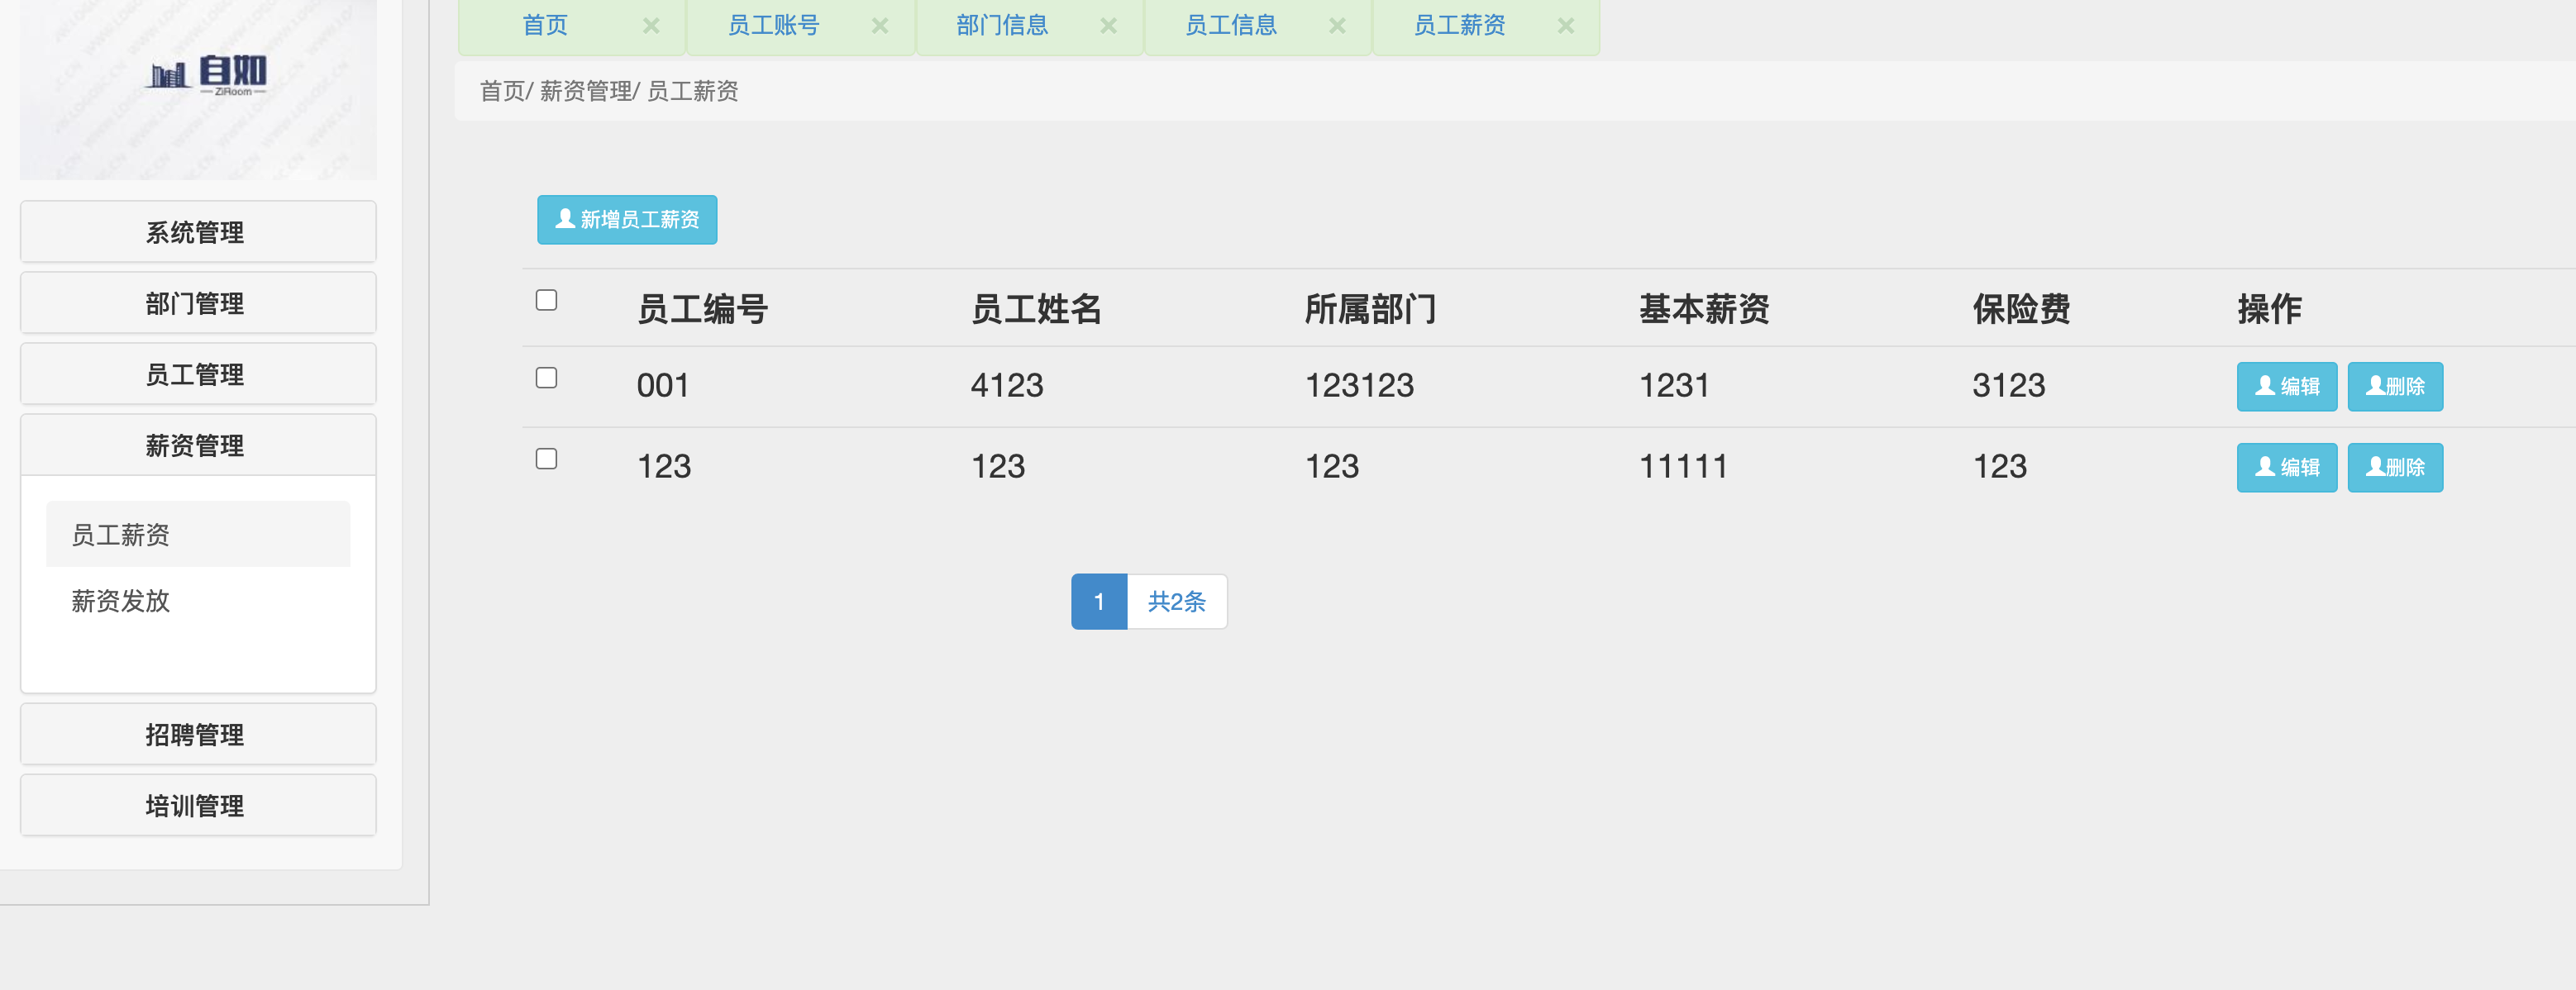 自如
ZiRoom
系统管理
部门管理
员工管理
薪资管理
员工薪资
薪资发放
招聘管理
培训管理
首页 × 员工账号 × 部门信息 × 员工信息 × 员工薪资 ×
首页/ 薪资管理/ 员工薪资
新增员工薪资
员工编号 员工姓名 所属部门 基本薪资 保险费 操作
001 4123 123123 1231 3123 编辑 删除
123 123 123 11111 123 编辑 删除
1 共2条